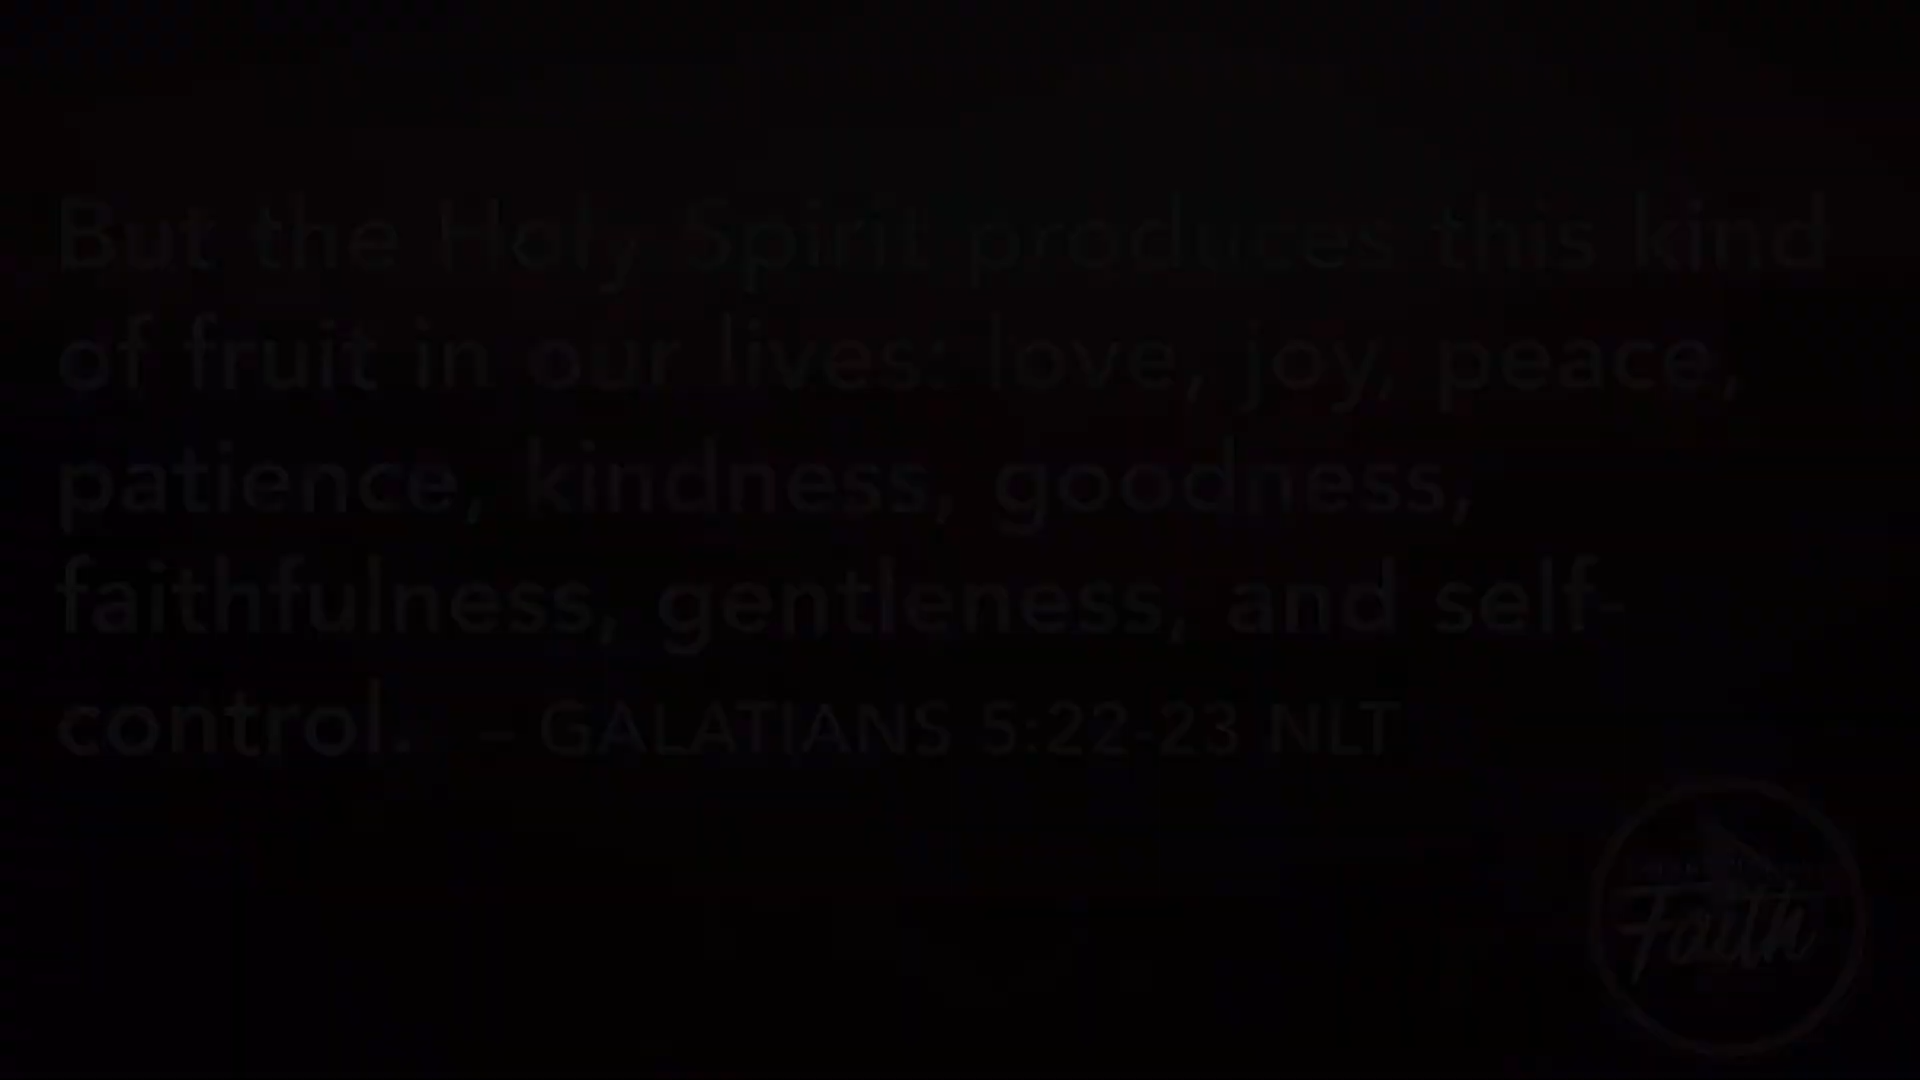 But the Holy Spirit produces this kind
of fruit in our lives: love, joy, peace,
patience, kindness, goodness,
faithfulness, gentleness, and self-
control. – GALATIANS 5:22-23 NLT
Faith